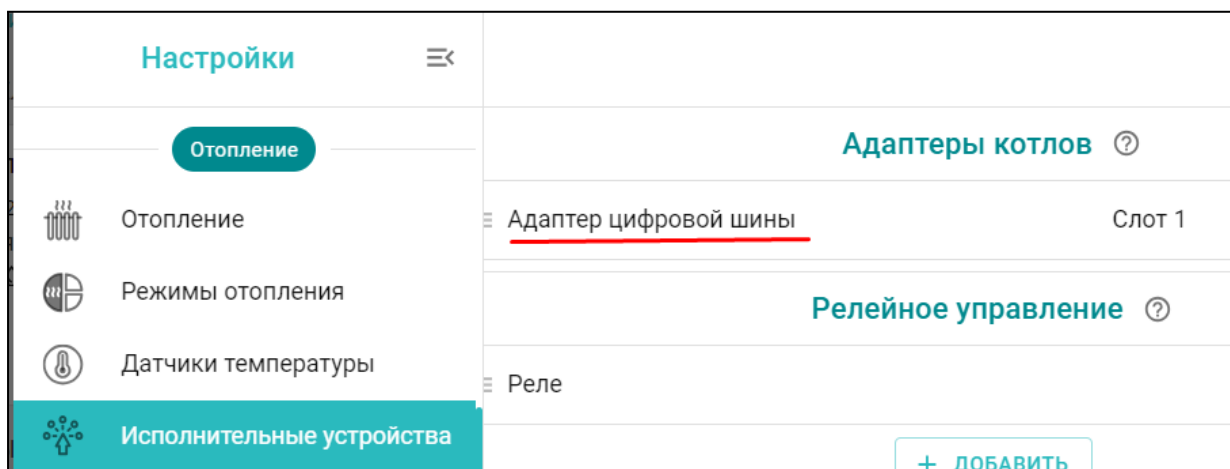 Настройки
Отопление
Отопление
Режимы отопления
Датчики температуры
Исполнительные устройства
Адаптеры котлов
Адаптер цифровой шины Слот 1
Релейное управление
Реле
+ ДОБАВИТЬ